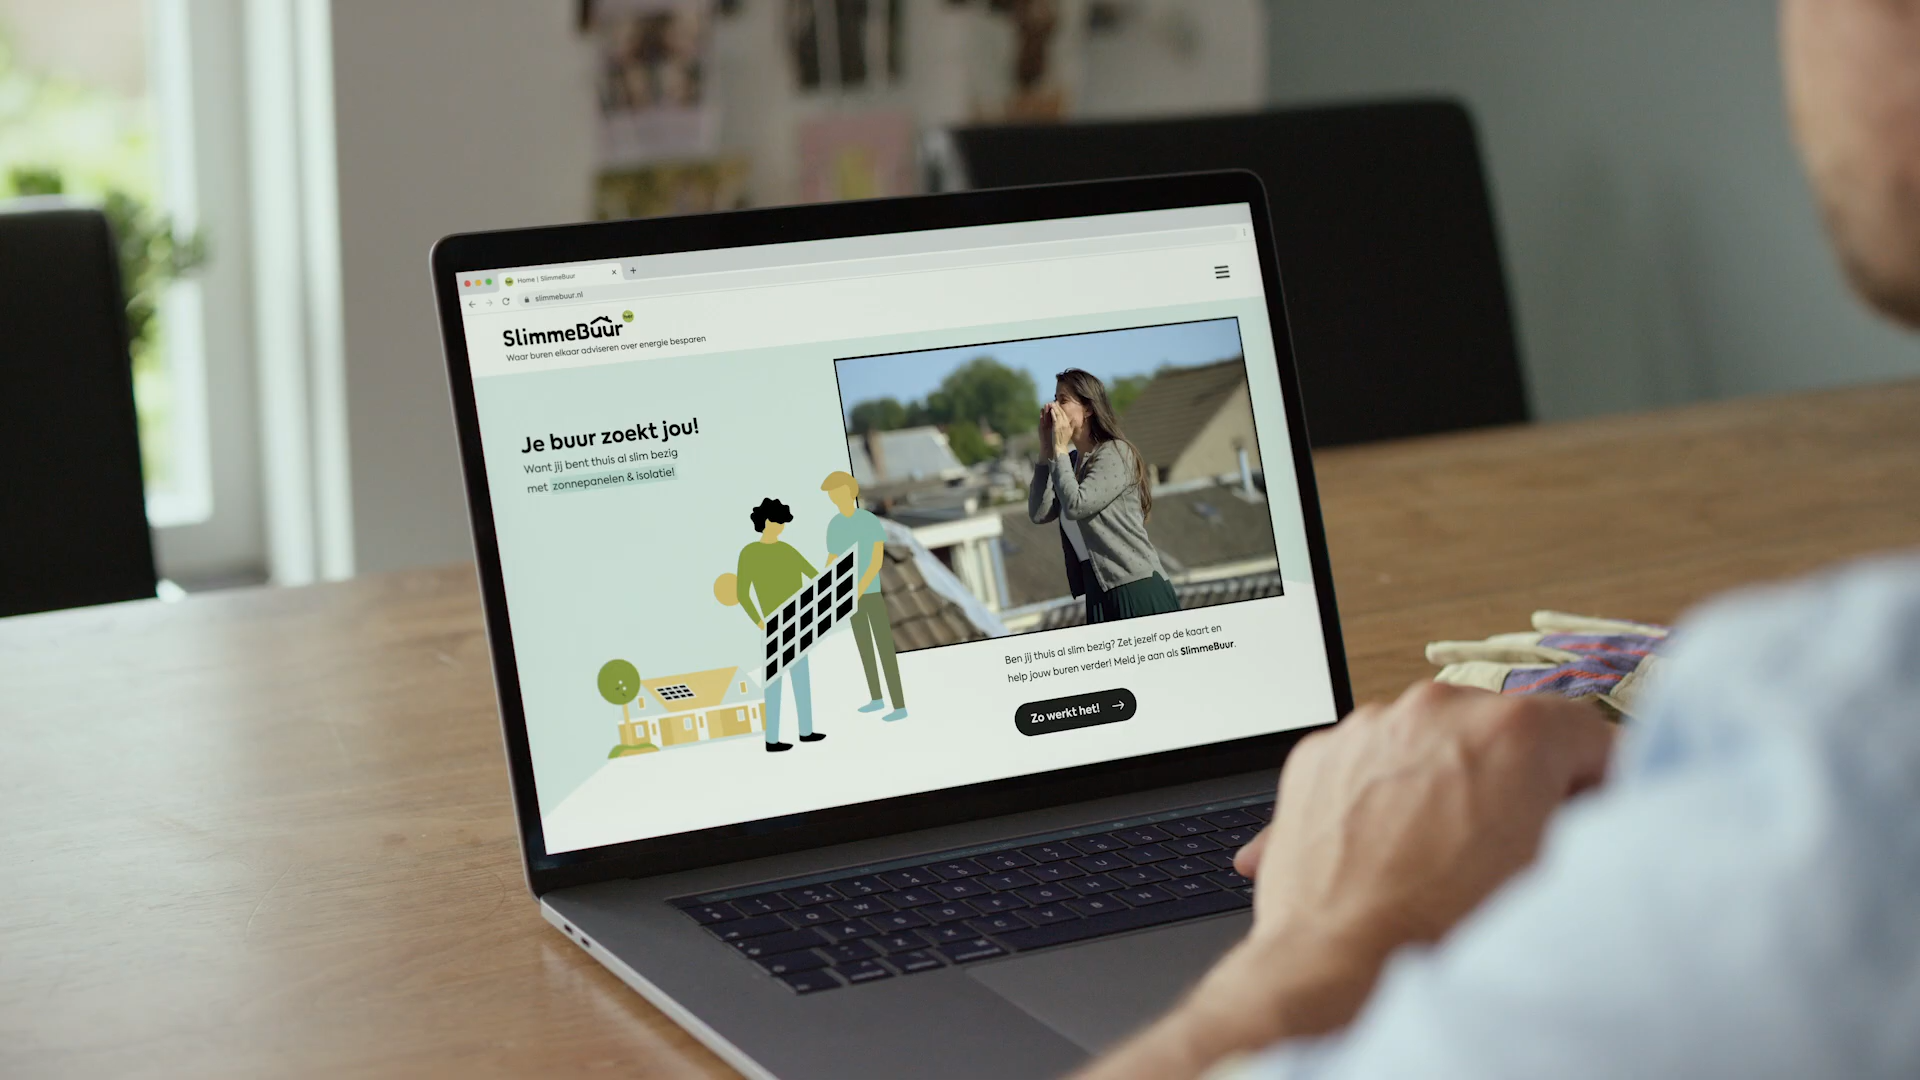 Home | SlimmeBuur
slimmebuur.nl
SlimmeBuur
Waar buren elkaar adviseren over energie besparen
Je buur zoekt jou!
Want jij bent thuis al slim bezig
met zonnepanelen & isolatie!
Ben jij thuis al slim bezig? Zet jezelf op de kaart en
help jouw buren verder! Meld je aan als SlimmeBuur.
Zo werkt het!